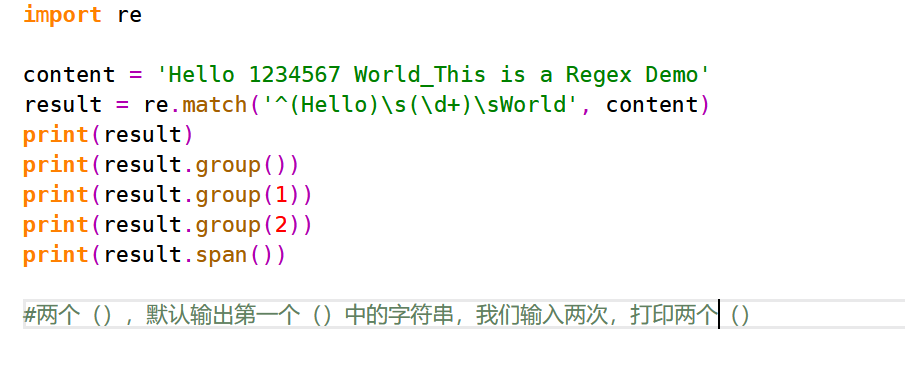 import re
content = 'Hello 1234567 World_This is a Regex Demo'
result = re.match('^(Hello)\s(\d+)\sWorld', content)
print(result)
print(result.group())
print(result.group(1))
print(result.group(2))
print(result.span())
#两个（）, 默认输出第一个（）中的字符串，我们输入两次，打印两个（）